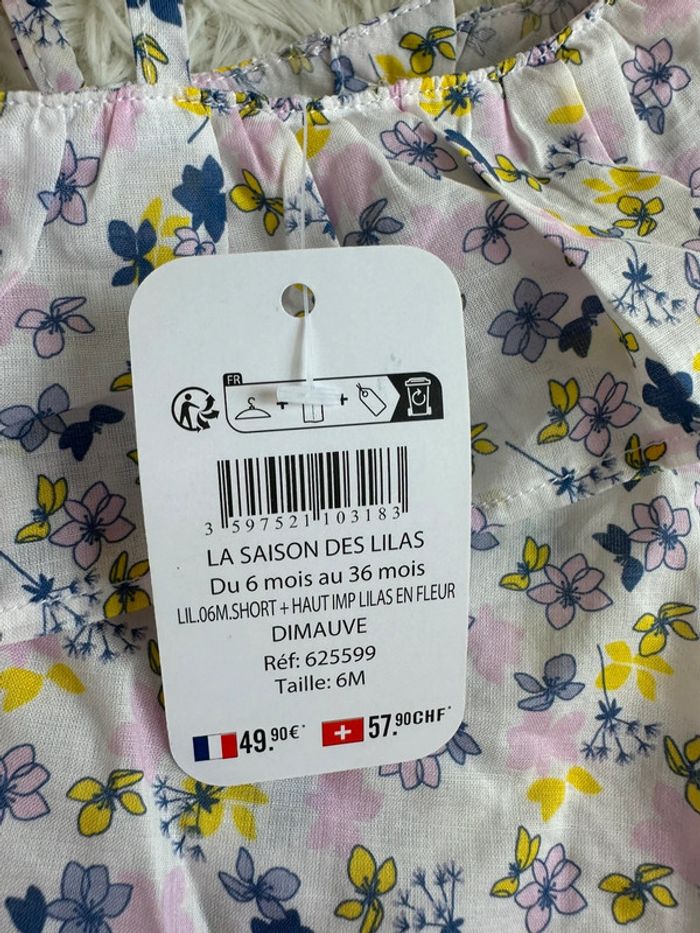 FR
+ +
3 597521 103183
LA SAISON DES LILAS
Du 6 mois au 36 mois
LIL.06M.SHORT + HAUT IMP LILAS EN FLEUR
DIMAUVE
Réf: 625599
Taille: 6M
49.90€* 57.90CHF*